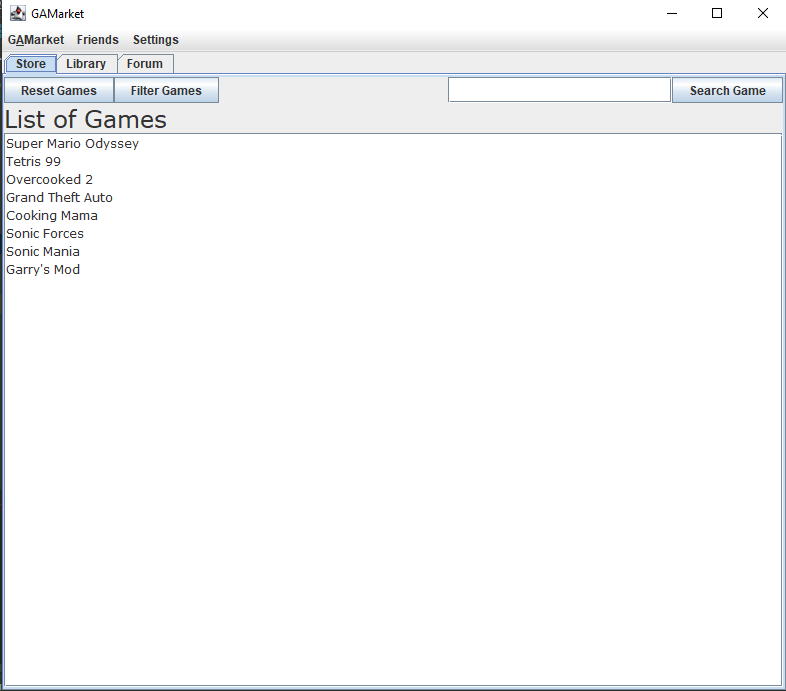 GAMarket
GAMarket Friends Settings
Store Library Forum
Reset Games Filter Games Search Game
List of Games
Super Mario Odyssey
Tetris 99
Overcooked 2
Grand Theft Auto
Cooking Mama
Sonic Forces
Sonic Mania
Garry's Mod